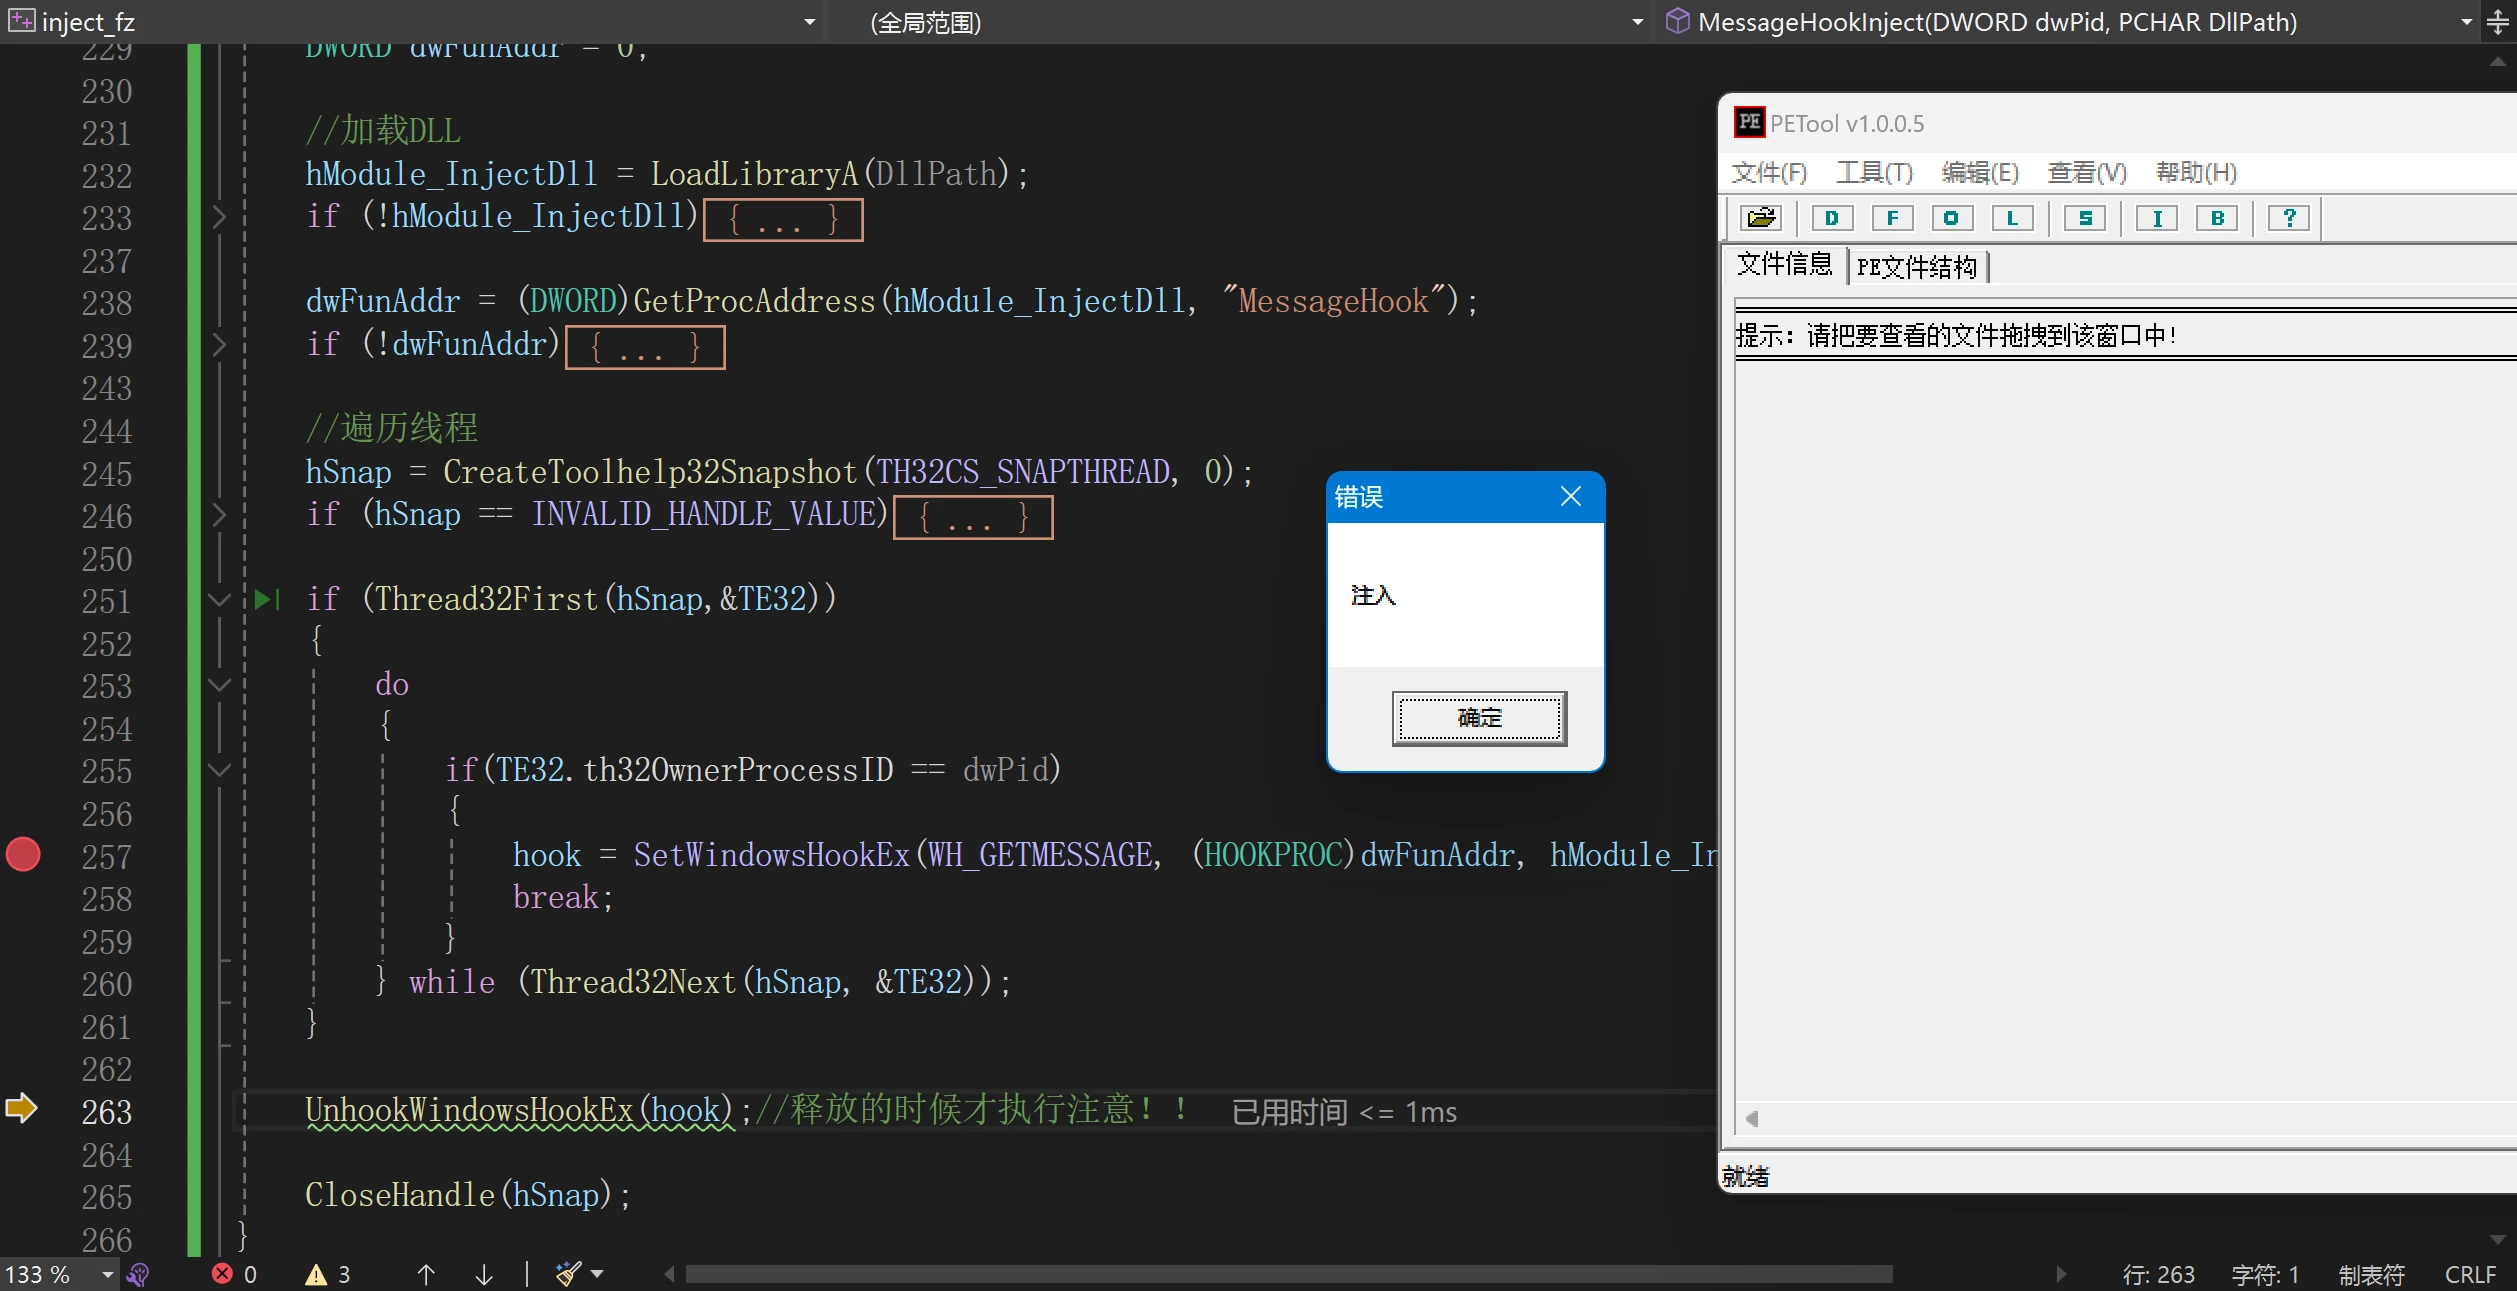 inject_fz
(全局范围)
MessageHookInject(DWORD dwPid, PCHAR DllPath)
229 DWORD dwFunAddr = 0;
230
231 //加载DLL
232 hModule_InjectDll = LoadLibraryA(DllPath);
233 if (!hModule_InjectDll){ ... }
237
238 dwFunAddr = (DWORD)GetProcAddress(hModule_InjectDll, "MessageHook");
239 if (!dwFunAddr){ ... }
243
244 //遍历线程
245 hSnap = CreateToolhelp32Snapshot(TH32CS_SNAPTHREAD, 0);
246 if (hSnap == INVALID_HANDLE_VALUE){ ... }
250
251 if (Thread32First(hSnap,&TE32))
252 {
253 do
254 {
255 if(TE32.th32OwnerProcessID == dwPid)
256 {
257 hook = SetWindowsHookEx(WH_GETMESSAGE, (HOOKPROC)dwFunAddr, hModule_In
258 break;
259 }
260 } while (Thread32Next(hSnap, &TE32));
261 }
262
263 UnhookWindowsHookEx(hook);//释放的时候才执行注意！！ 已用时间 <= 1ms
264
265 CloseHandle(hSnap);
266 }
PE PETool v1.0.0.5
文件(F) 工具(T) 编辑(E) 查看(V) 帮助(H)
D F O L S I B ?
文件信息 PE文件结构
提示：请把要查看的文件拖拽到该窗口中！
就绪
错误
注入
确定
133 % 0 3 行: 263 字符: 1 制表符 CRLF